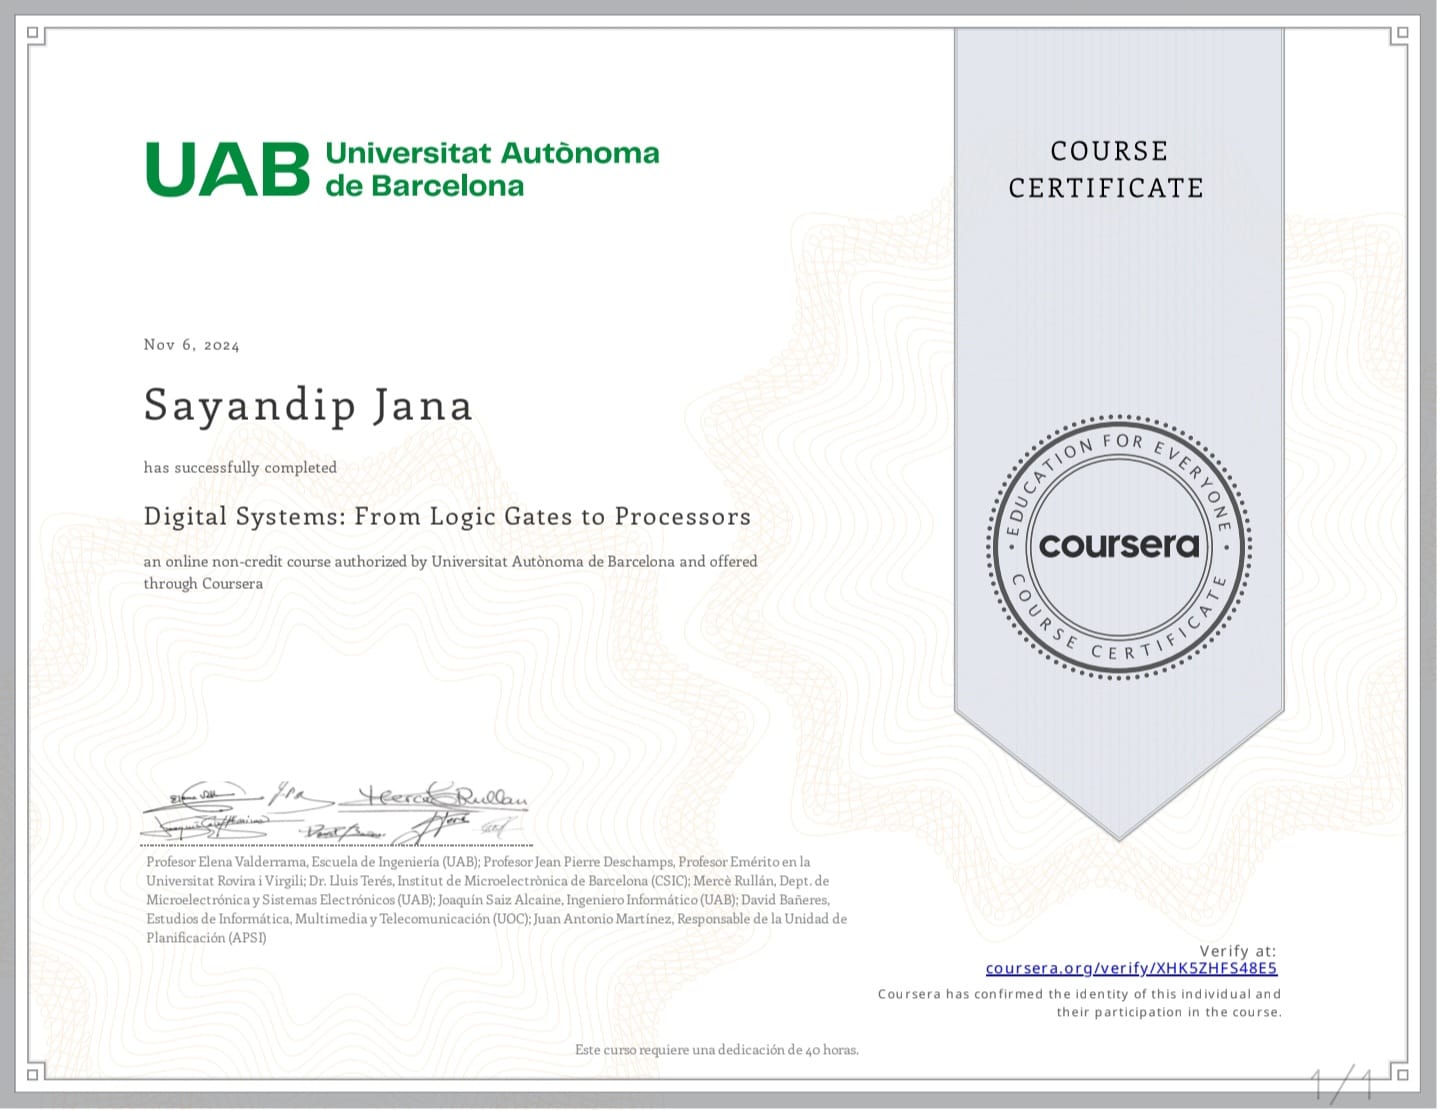 UAB Universitat Autònoma
de Barcelona
COURSE
CERTIFICATE
Nov 6, 2024
Sayandip Jana
has successfully completed
Digital Systems: From Logic Gates to Processors
an online non-credit course authorized by Universitat Autònoma de Barcelona and offered
through Coursera
EDUCATION FOR EVERYONE
coursera
COURSE CERTIFICATE
Mercè Rullan
Profesor Elena Valderrama, Escuela de Ingeniería (UAB); Profesor Jean Pierre Deschamps, Profesor Emérito en la
Universitat Rovira i Virgili; Dr. Lluis Terés, Institut de Microelectrònica de Barcelona (CSIC); Mercè Rullán, Dept. de
Microelectrónica y Sistemas Electrónicos (UAB); Joaquín Saiz Alcaine, Ingeniero Informático (UAB); David Bañeres,
Estudios de Informática, Multimedia y Telecomunicación (UOC); Juan Antonio Martínez, Responsable de la Unidad de
Planificación (APSI)
Verify at:
coursera.org/verify/XHK5ZHFS48E5
Coursera has confirmed the identity of this individual and
their participation in the course.
Este curso requiere una dedicación de 40 horas.
1/1